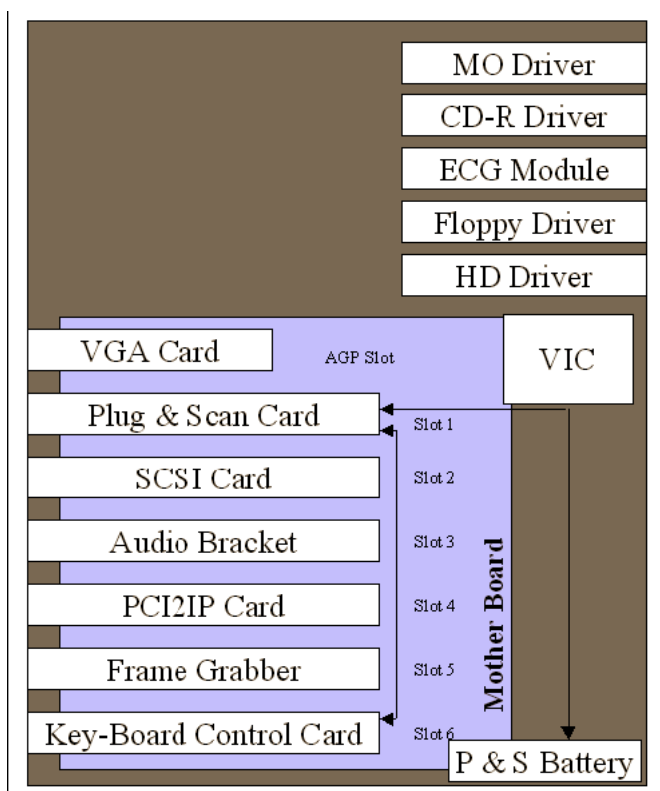 MO Driver
CD-R Driver
ECG Module
Floppy Driver
HD Driver
VGA Card
AGP Slot
VIC
Plug & Scan Card
Slot 1
SCSI Card
Slot 2
Audio Bracket
Slot 3
PCI2IP Card
Slot 4
Frame Grabber
Slot 5
Mother Board
Key-Board Control Card
Slot 6
P & S Battery